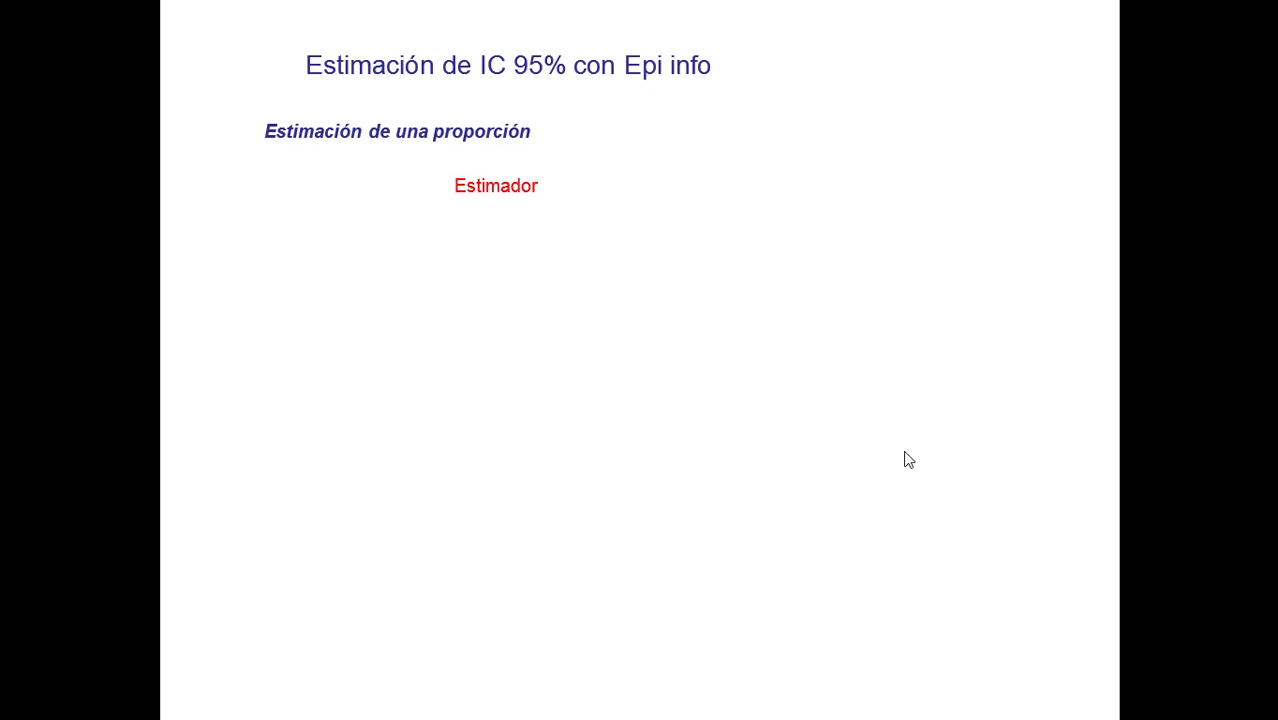 Estimación de IC 95% con Epi info
Estimación de una proporción
Estimador